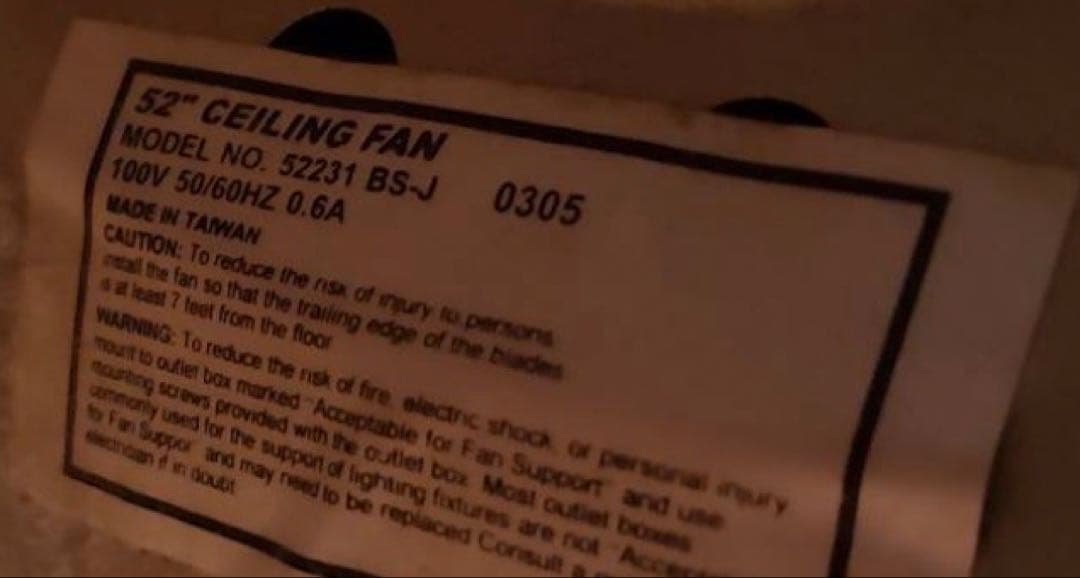 52" CEILING FAN
MODEL NO. 52231 BS-J 0305
100V 50/60HZ 0.6A
MADE IN TAIWAN
CAUTION: To reduce the risk of injury to persons
install the fan so that the trailing edge of the blades
is at least 7 feet from the floor
WARNING: To reduce the risk of fire, electric shock, or personal injury
mount to outlet box marked "Acceptable for Fan Support" and use
mounting screws provided with the outlet box. Most outlet boxes
commonly used for the support of lighting fixtures are not "Accept
for Fan Suppor and may need to be replaced Consult a
electrician if in doubt